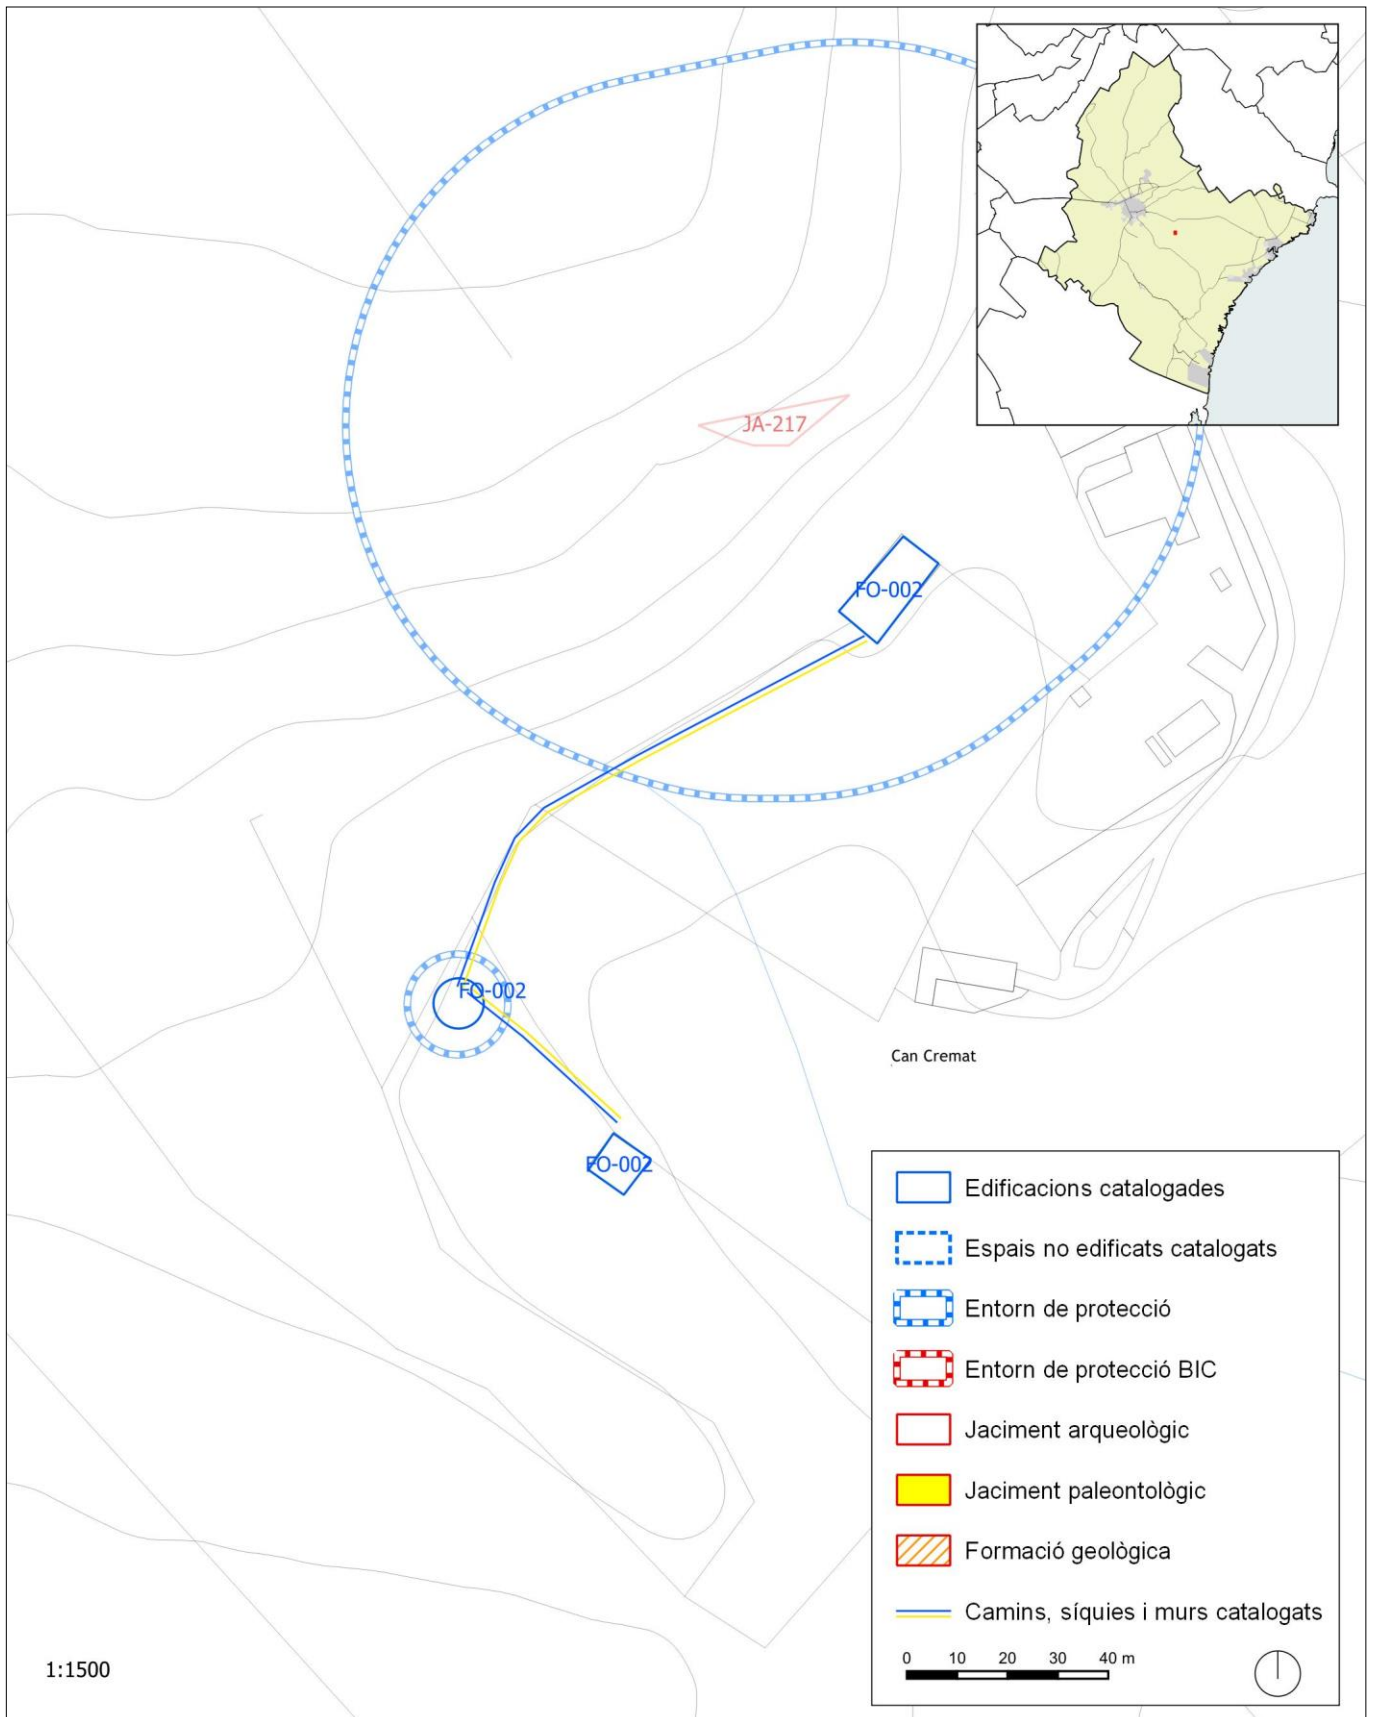 JA-217
FO-002
FO-002
Can Cremat
FO-002
Edificacions catalogades
Espais no edificats catalogats
Entorn de protecció
Entorn de protecció BIC
Jaciment arqueològic
Jaciment paleontològic
Formació geològica
Camins, síquies i murs catalogats
0 10 20 30 40 m
1:1500